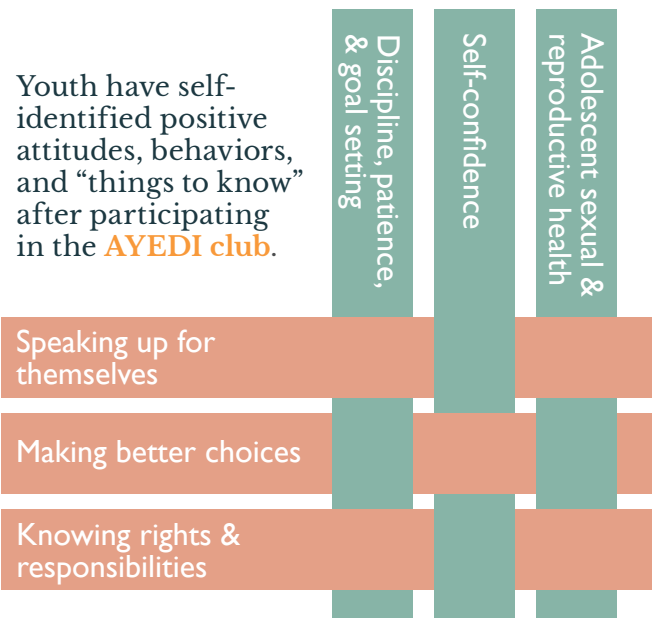 Youth have self-
identified positive
attitudes, behaviors,
and “things to know”
after participating
in the AYEDI club.
Discipline, patience,
& goal setting
Self-confidence
Adolescent sexual &
reproductive health
Speaking up for
themselves
Making better choices
Knowing rights &
responsibilities